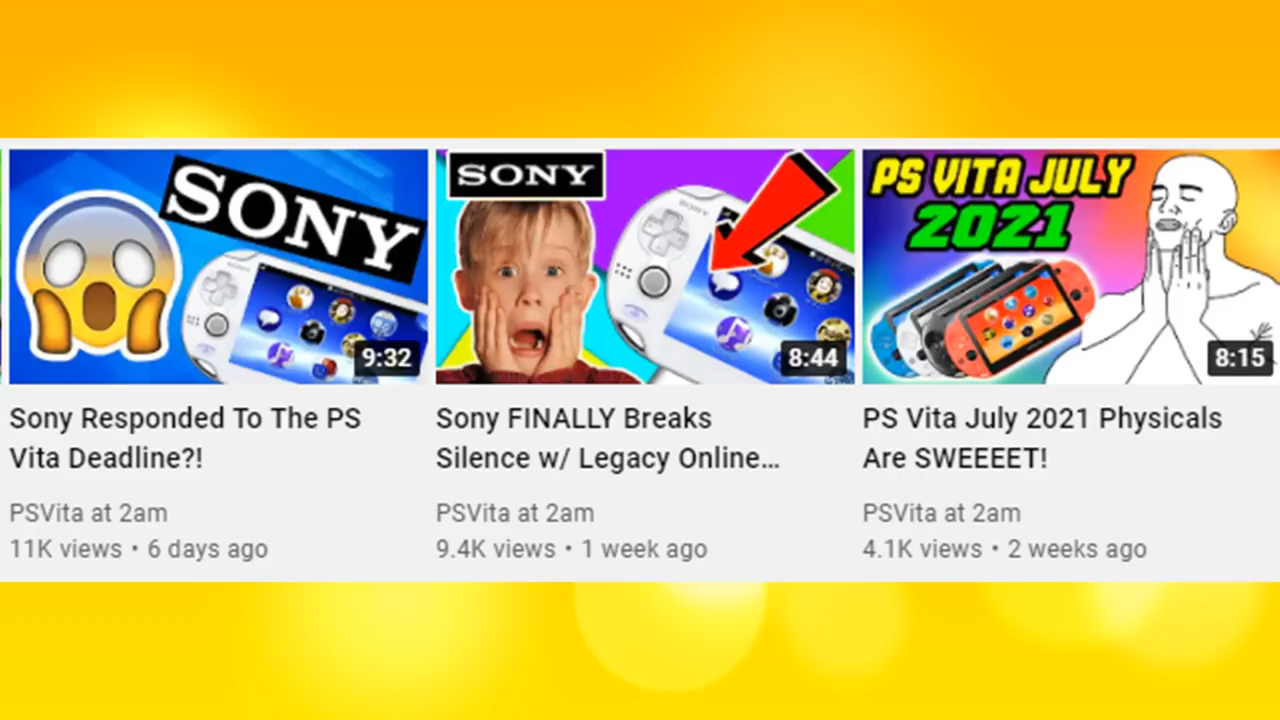 SONY
9:32
Sony Responded To The PS
Vita Deadline?!
PSVita at 2am
11K views • 6 days ago
SONY
SONY
8:44
Sony FINALLY Breaks
Silence w/ Legacy Online...
PSVita at 2am
9.4K views • 1 week ago
PS VITA JULY
2021
8:15
PS Vita July 2021 Physicals
Are SWEEEET!
PSVita at 2am
4.1K views • 2 weeks ago